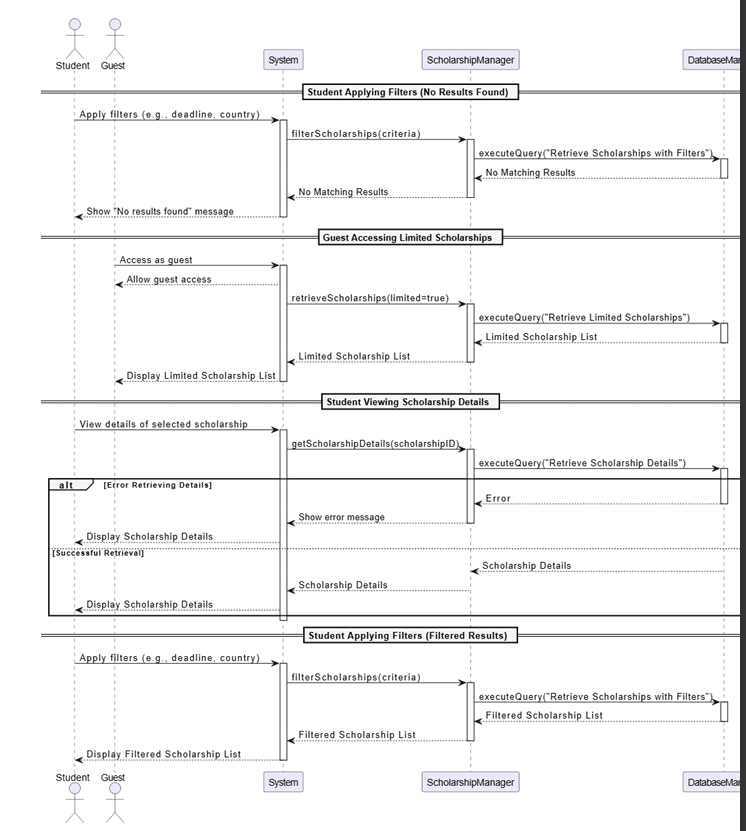 Student Guest System ScholarshipManager DatabaseMan
Student Applying Filters (No Results Found)
Apply filters (e.g., deadline, country)
filterScholarships(criteria)
executeQuery("Retrieve Scholarships with Filters")
No Matching Results
No Matching Results
Show "No results found" message
Guest Accessing Limited Scholarships
Access as guest
Allow guest access
retrieveScholarships(limited=true)
executeQuery("Retrieve Limited Scholarships")
Limited Scholarship List
Limited Scholarship List
Display Limited Scholarship List
Student Viewing Scholarship Details
View details of selected scholarship
getScholarshipDetails(scholarshipID)
executeQuery("Retrieve Scholarship Details")
alt [Error Retrieving Details]
Error
Show error message
Display Scholarship Details
[Successful Retrieval]
Scholarship Details
Scholarship Details
Display Scholarship Details
Student Applying Filters (Filtered Results)
Apply filters (e.g., deadline, country)
filterScholarships(criteria)
executeQuery("Retrieve Scholarships with Filters")
Filtered Scholarship List
Filtered Scholarship List
Display Filtered Scholarship List
Student Guest System ScholarshipManager DatabaseMan